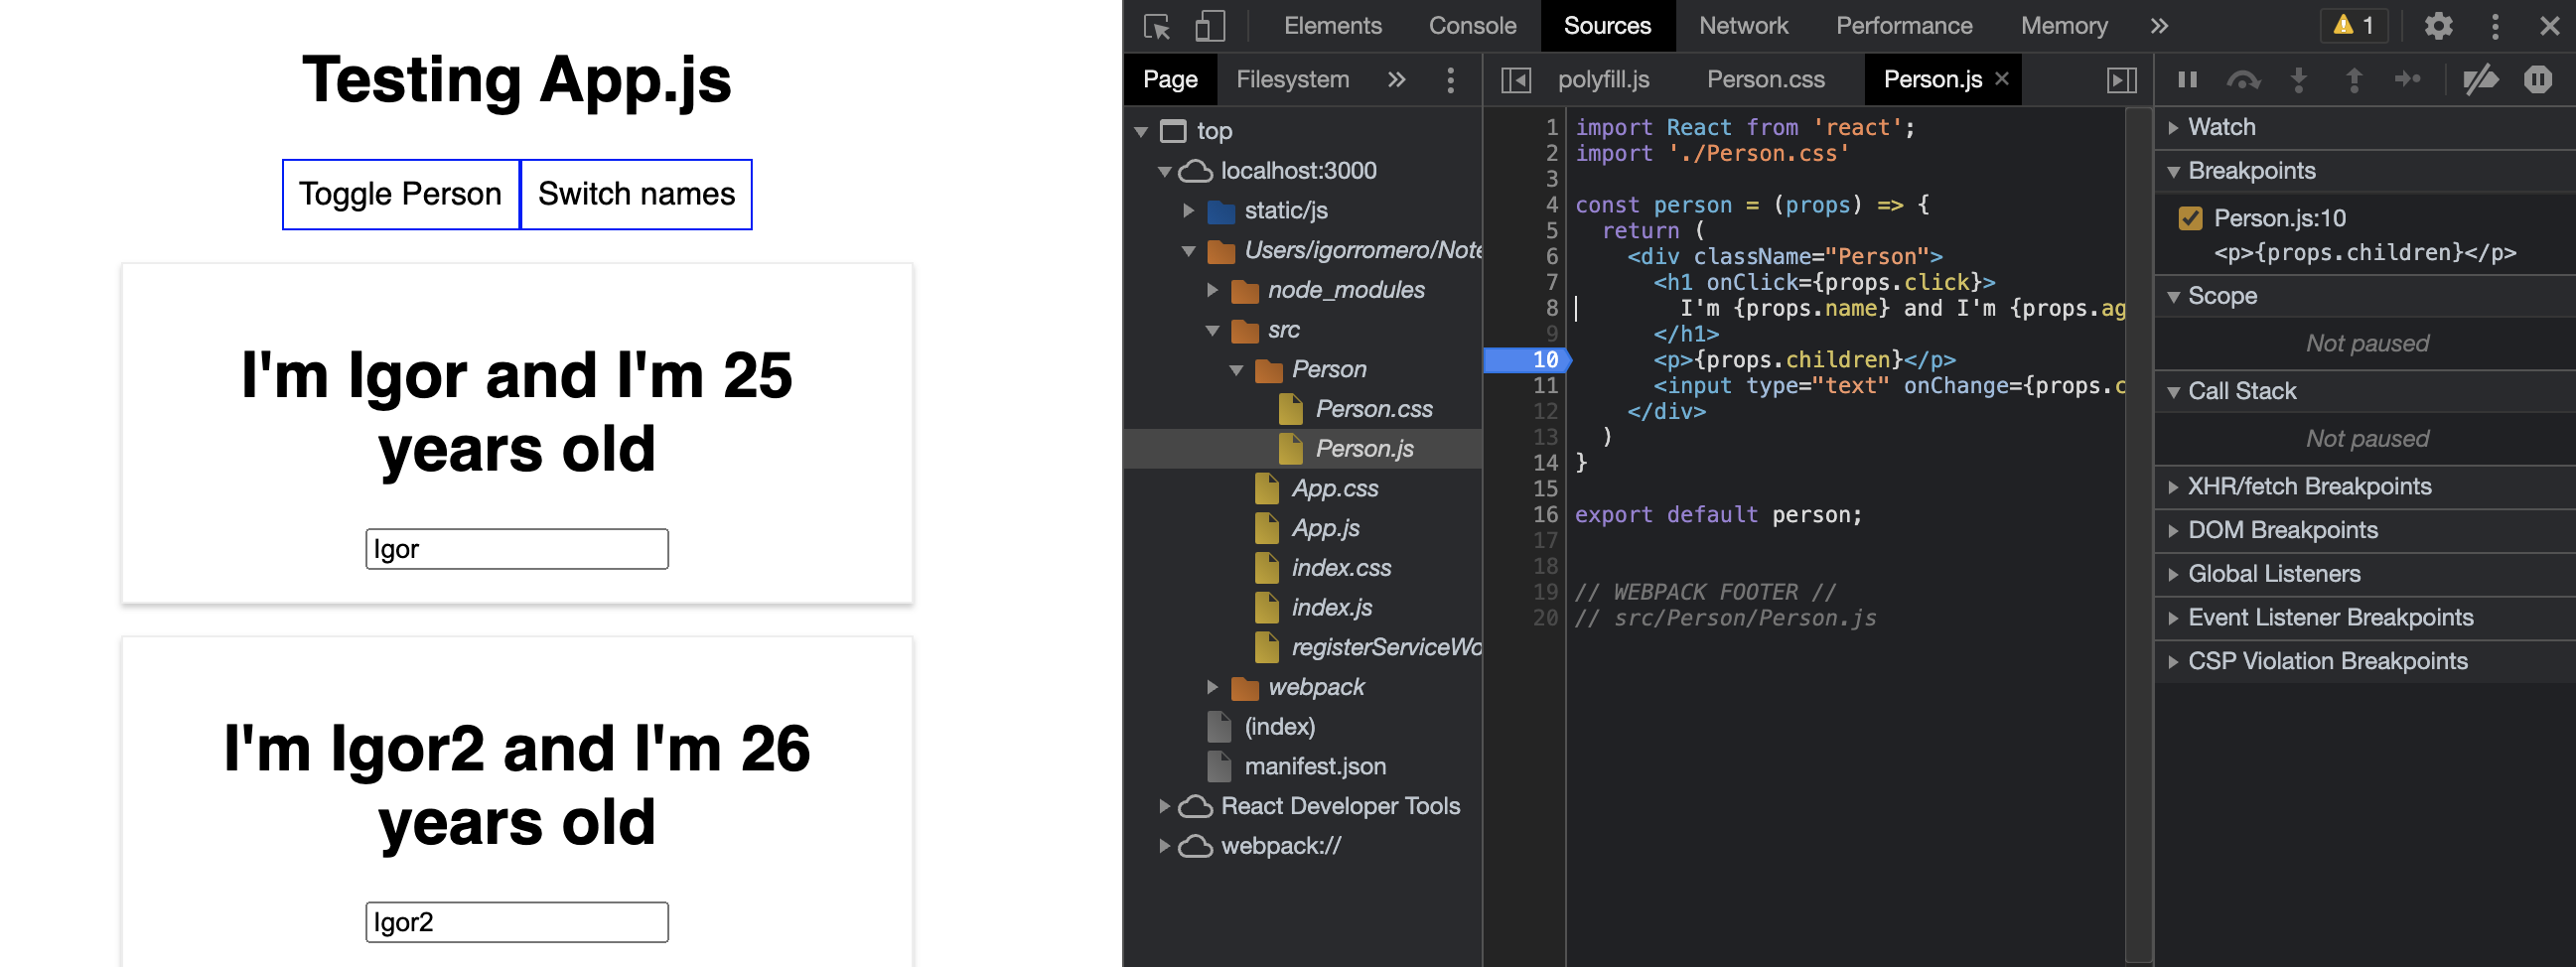 Testing App.js
Toggle Person
Switch names
I'm Igor and I'm 25
years old
Igor
I'm Igor2 and I'm 26
years old
Igor2
Elements Console Sources Network Performance Memory » 1
Page Filesystem »
top
localhost:3000
static/js
Users/igorromero/Note
node_modules
src
Person
Person.css
Person.js
App.css
App.js
index.css
index.js
registerServiceWo
webpack
(index)
manifest.json
React Developer Tools
webpack://
polyfill.js Person.css Person.js ×
1 import React from 'react';
2 import './Person.css'
3
4 const person = (props) => {
5 return (
6 <div className="Person">
7 <h1 onClick={props.click}>
8 I'm {props.name} and I'm {props.ag
9 </h1>
10 <p>{props.children}</p>
11 <input type="text" onChange={props.c
12 </div>
13 )
14 }
15
16 export default person;
17
18
19 // WEBPACK FOOTER //
20 // src/Person/Person.js
Watch
Breakpoints
Person.js:10
<p>{props.children}</p>
Scope
Not paused
Call Stack
Not paused
XHR/fetch Breakpoints
DOM Breakpoints
Global Listeners
Event Listener Breakpoints
CSP Violation Breakpoints